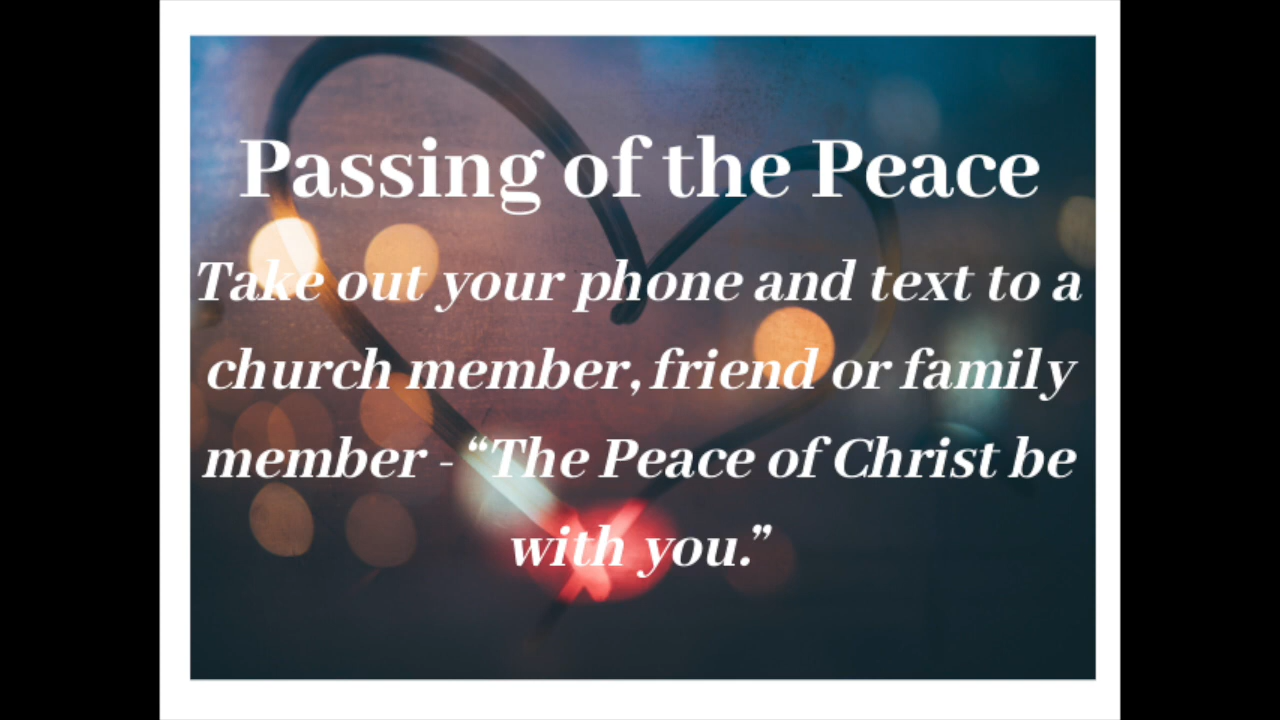 Passing of the Peace
Take out your phone and text to a
church member, friend or family
member - “The Peace of Christ be
with you.”